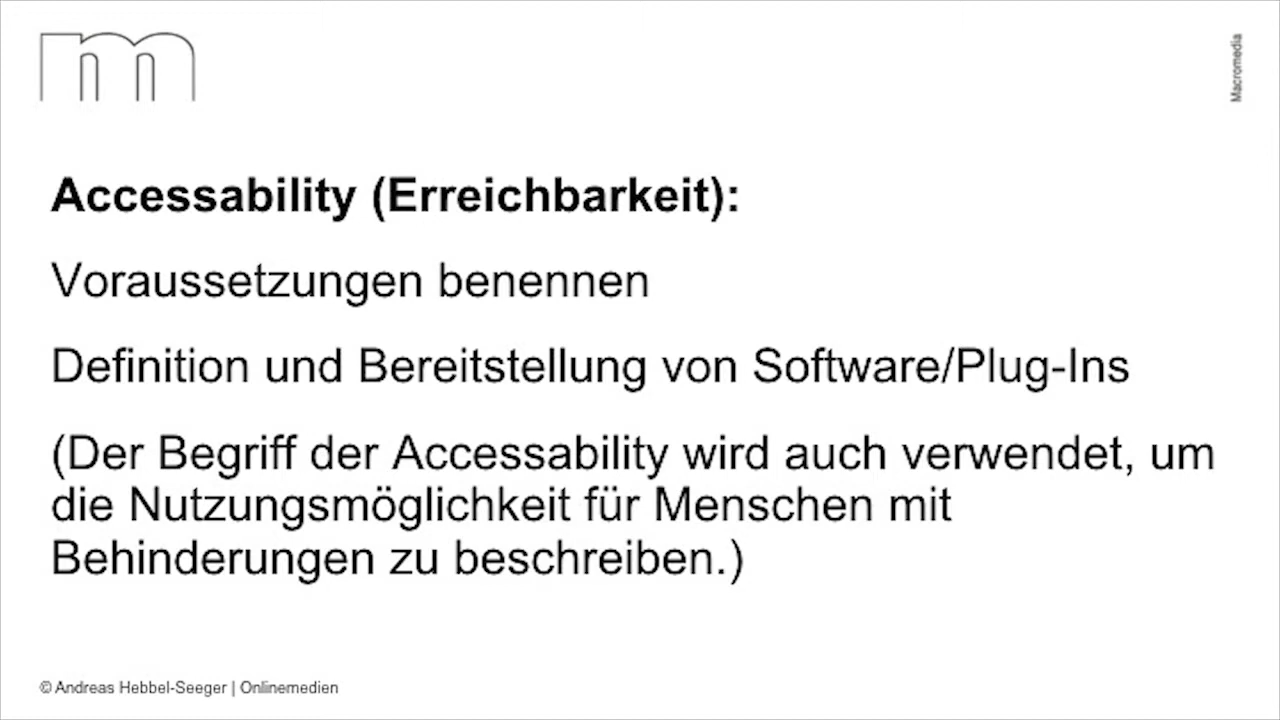 m
Macromedia
Accessability (Erreichbarkeit):
Voraussetzungen benennen
Definition und Bereitstellung von Software/Plug-Ins
(Der Begriff der Accessability wird auch verwendet, um
die Nutzungsmöglichkeit für Menschen mit
Behinderungen zu beschreiben.)
© Andreas Hebbel-Seeger | Onlinemedien